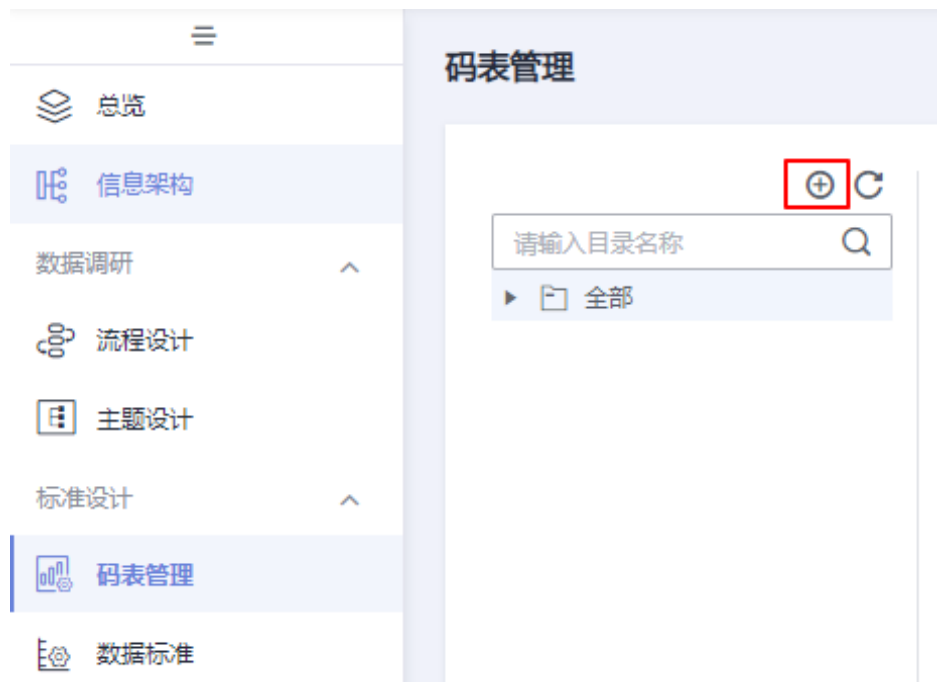 总览
信息架构
数据调研
流程设计
主题设计
标准设计
码表管理
数据标准
码表管理
请输入目录名称
全部